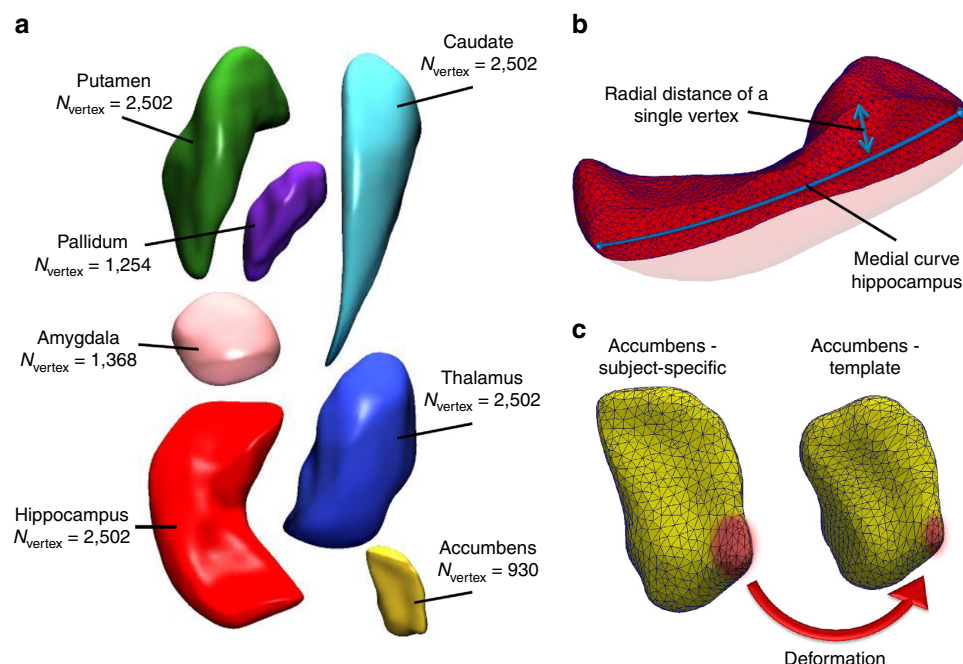 a
Putamen
Nvertex = 2,502
Caudate
Nvertex = 2,502
Pallidum
Nvertex = 1,254
Amygdala
Nvertex = 1,368
Thalamus
Nvertex = 2,502
Hippocampus
Nvertex = 2,502
Accumbens
Nvertex = 930
b
Radial distance of a
single vertex
Medial curve
hippocampus
c
Accumbens -
subject-specific
Accumbens -
template
Deformation